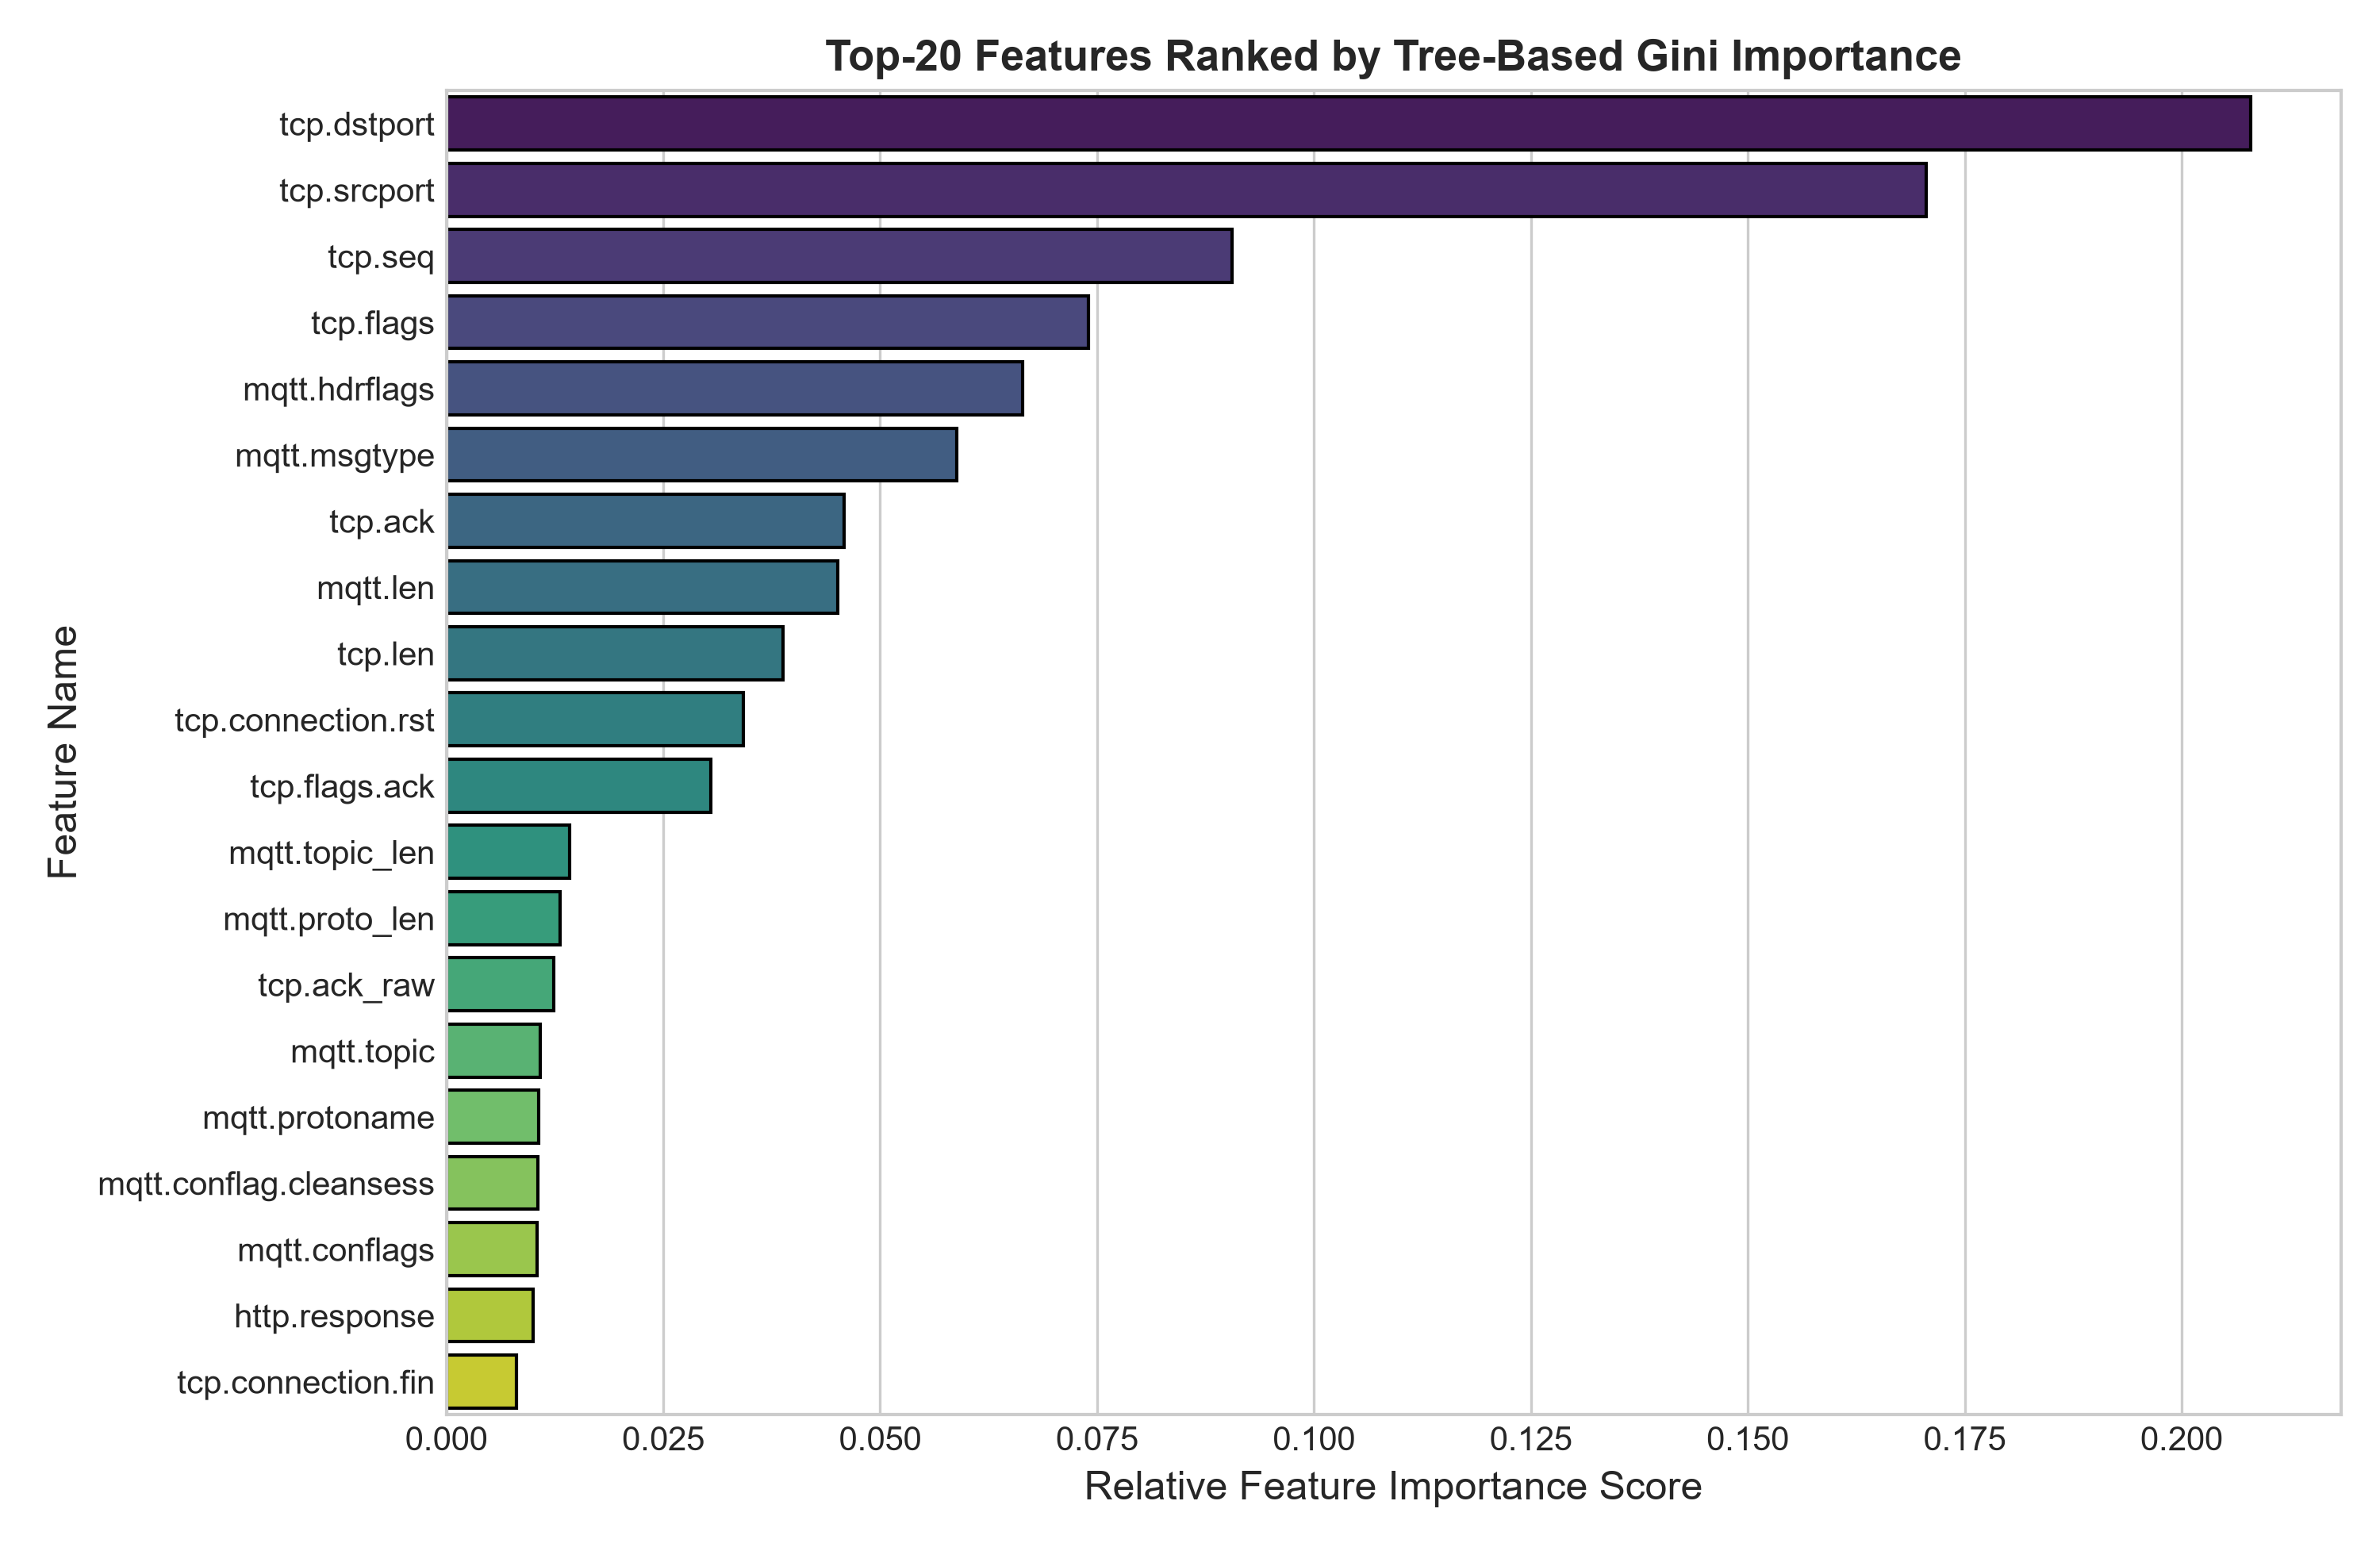 Top-20 Features Ranked by Tree-Based Gini Importance
tcp.dstport
tcp.srcport
tcp.seq
tcp.flags
mqtt.hdrflags
mqtt.msgtype
tcp.ack
mqtt.len
tcp.len
tcp.connection.rst
tcp.flags.ack
mqtt.topic_len
mqtt.proto_len
tcp.ack_raw
mqtt.topic
mqtt.protoname
mqtt.conflag.cleansess
mqtt.conflags
http.response
tcp.connection.fin
Feature Name
0.000 0.025 0.050 0.075 0.100 0.125 0.150 0.175 0.200
Relative Feature Importance Score